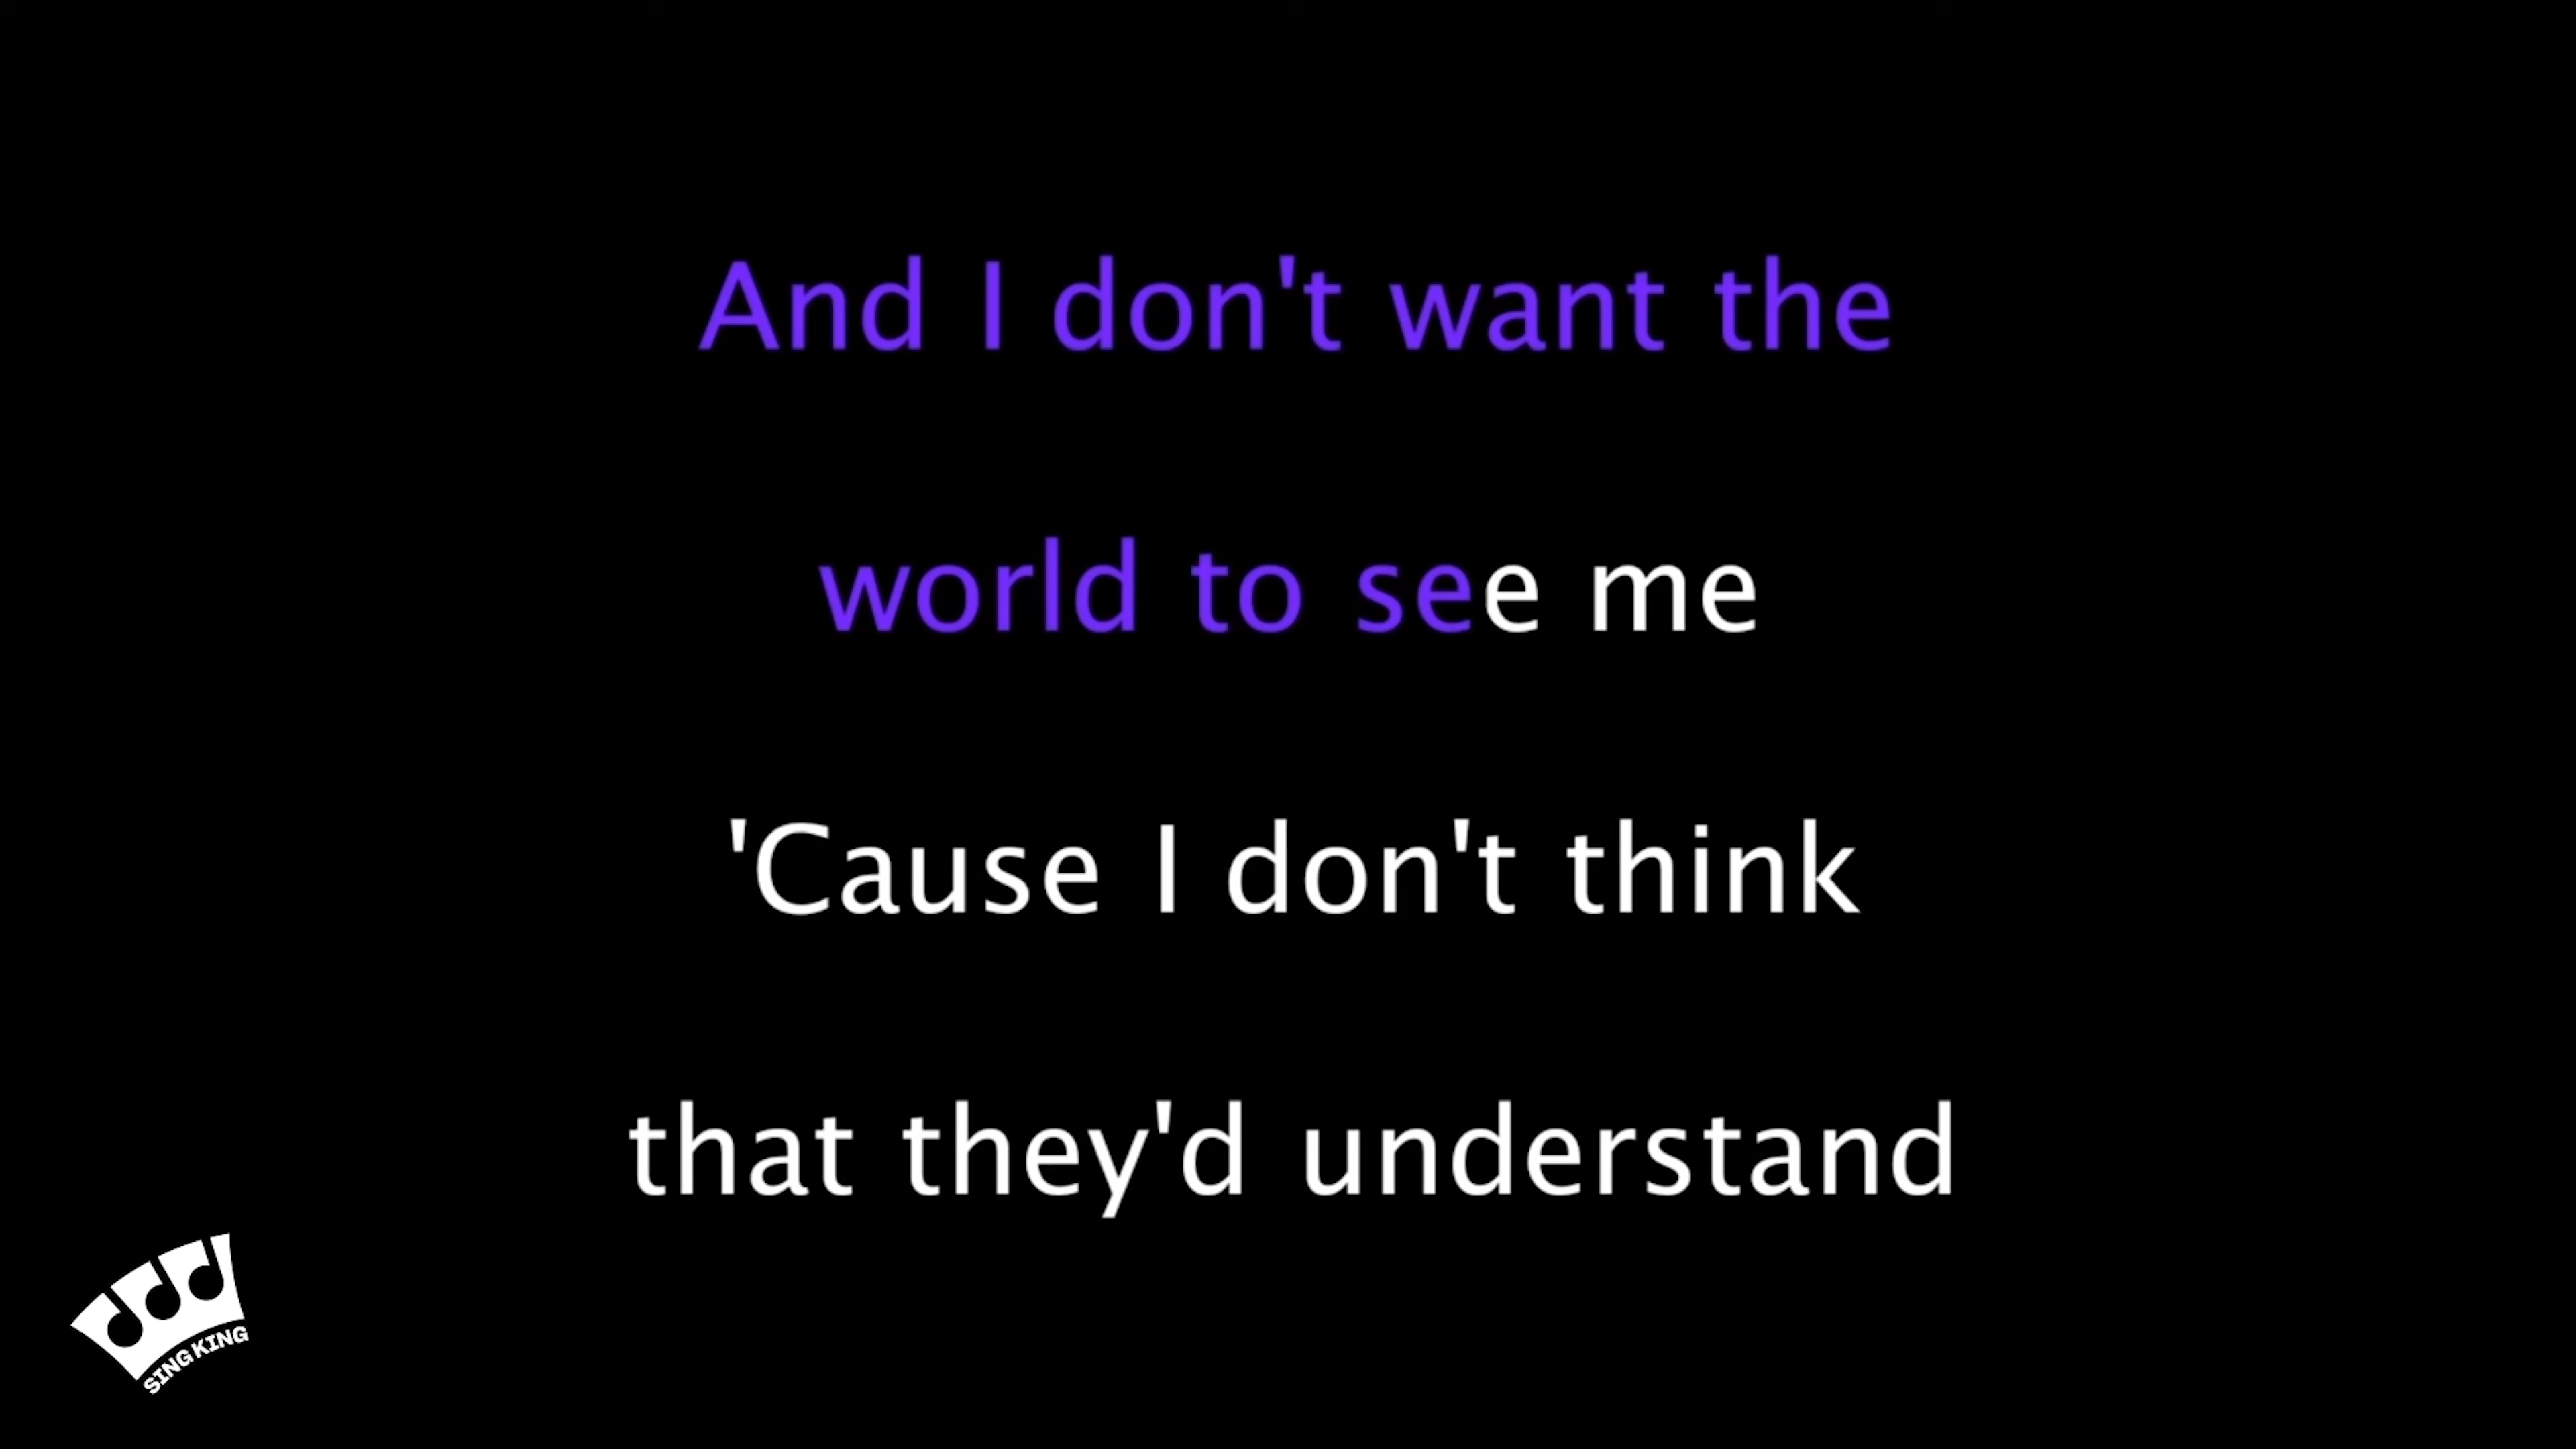 And I don't want the
world to see me
'Cause I don't think
that they'd understand
SING KING